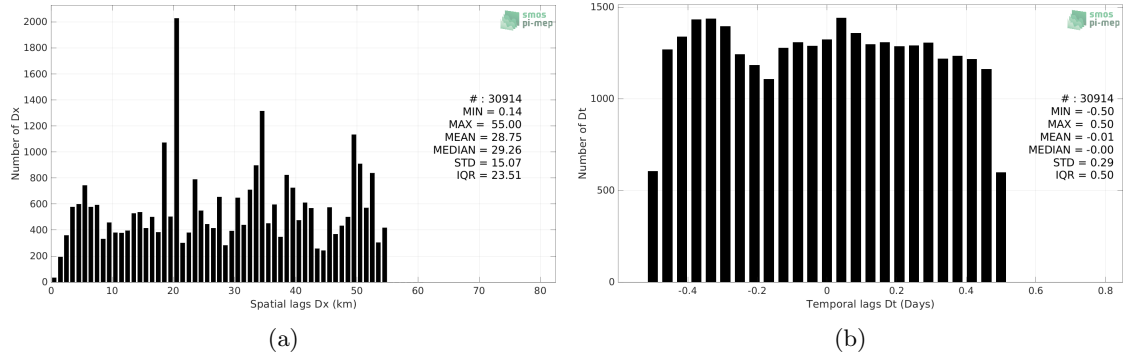 smos
pi-mep
2000
1800
1600
1400
1200
1000
800
600
400
200
0
Number of Dx
# : 30914
MIN = 0.14
MAX = 55.00
MEAN = 28.75
MEDIAN = 29.26
STD = 15.07
IQR = 23.51
0 10 20 30 40 50 60 70 80
Spatial lags Dx (km)
(a)
smos
pi-mep
1500
1000
500
0
Number of Dt
# : 30914
MIN = -0.50
MAX = 0.50
MEAN = -0.01
MEDIAN = -0.00
STD = 0.29
IQR = 0.50
-0.4 -0.2 0 0.2 0.4 0.6 0.8
Temporal lags Dt (Days)
(b)